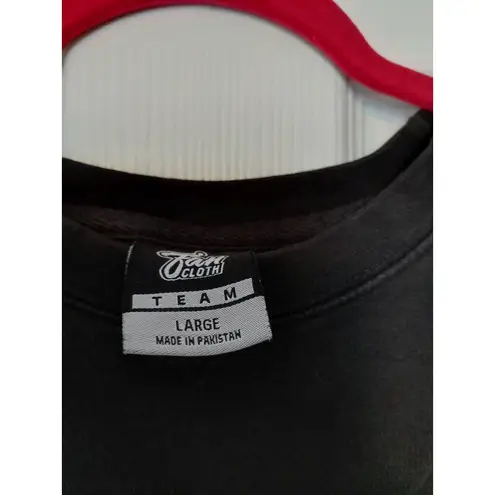 Fan
CLOTH
TEAM
LARGE
MADE IN PAKISTAN